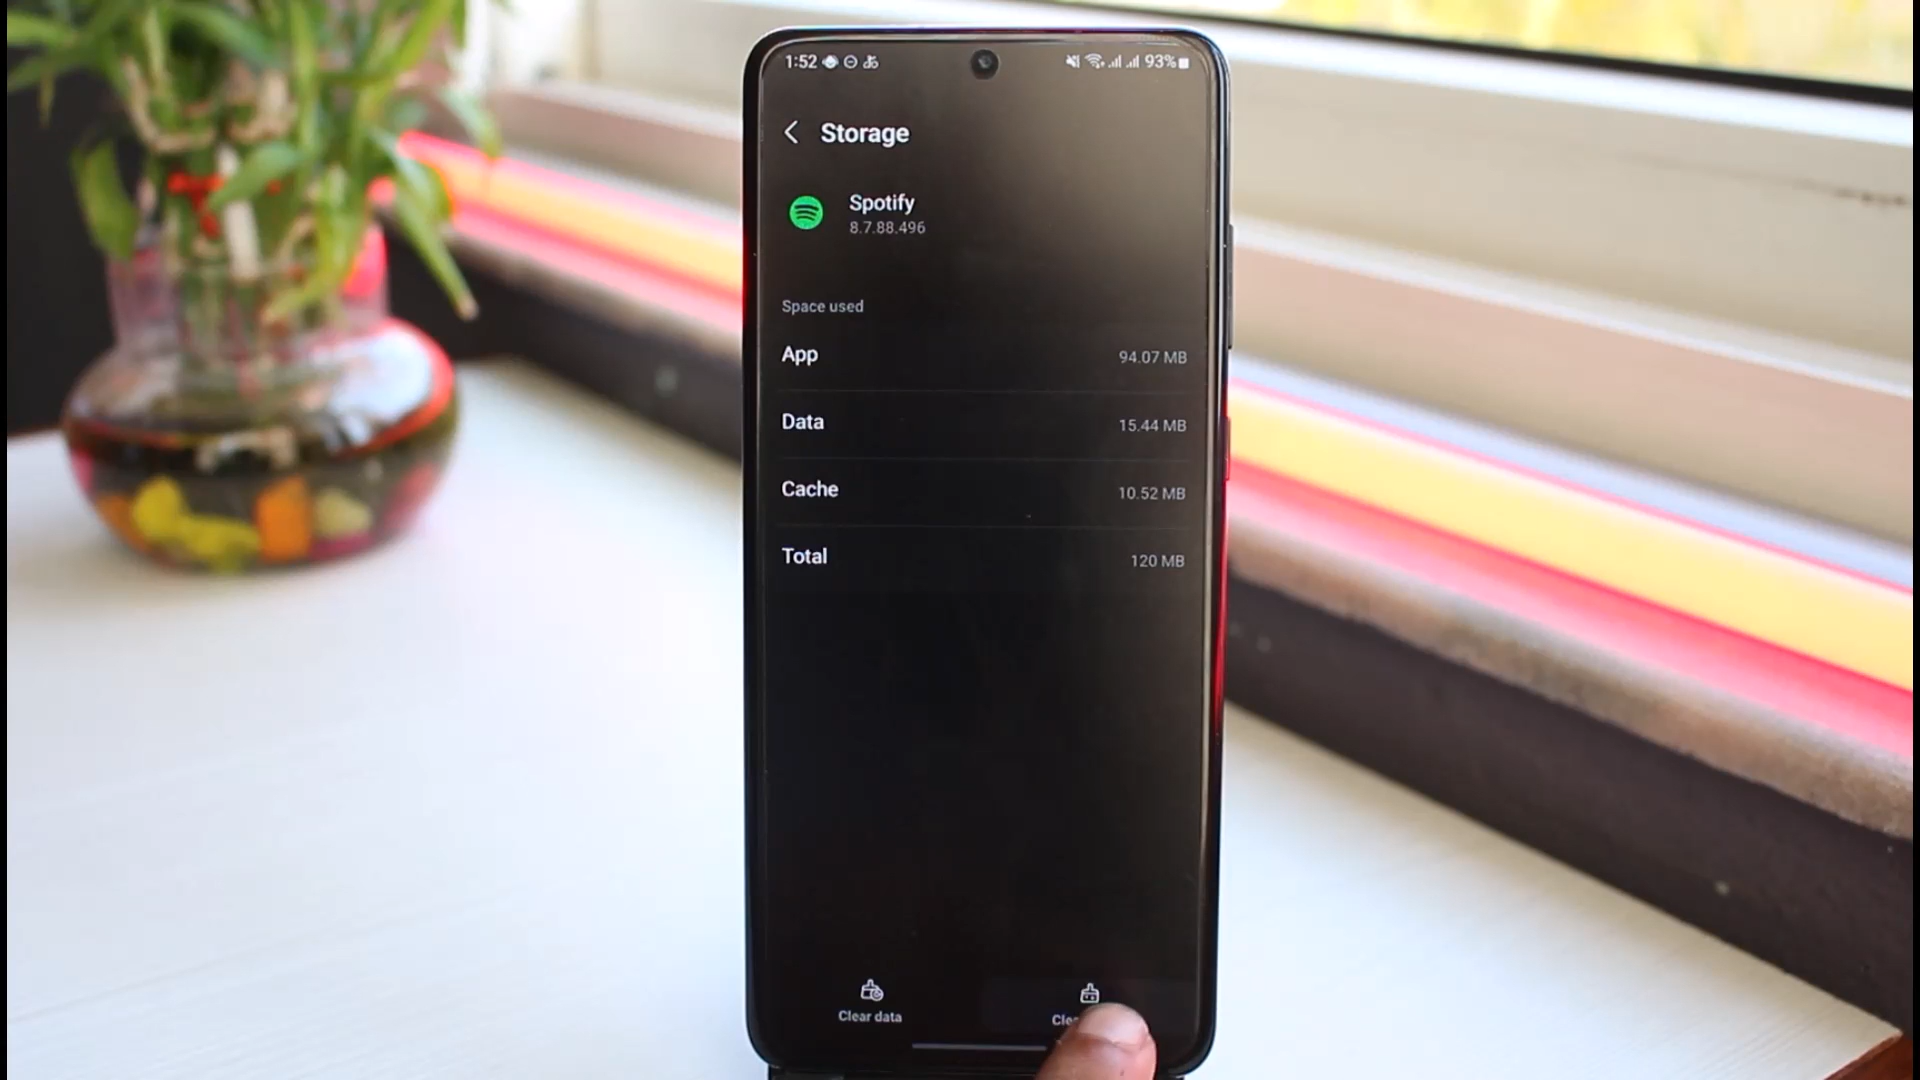 1:52 93%
Storage
Spotify
8.7.88.496
Space used
App 94.07 MB
Data 15.44 MB
Cache 10.52 MB
Total 120 MB
Clear data